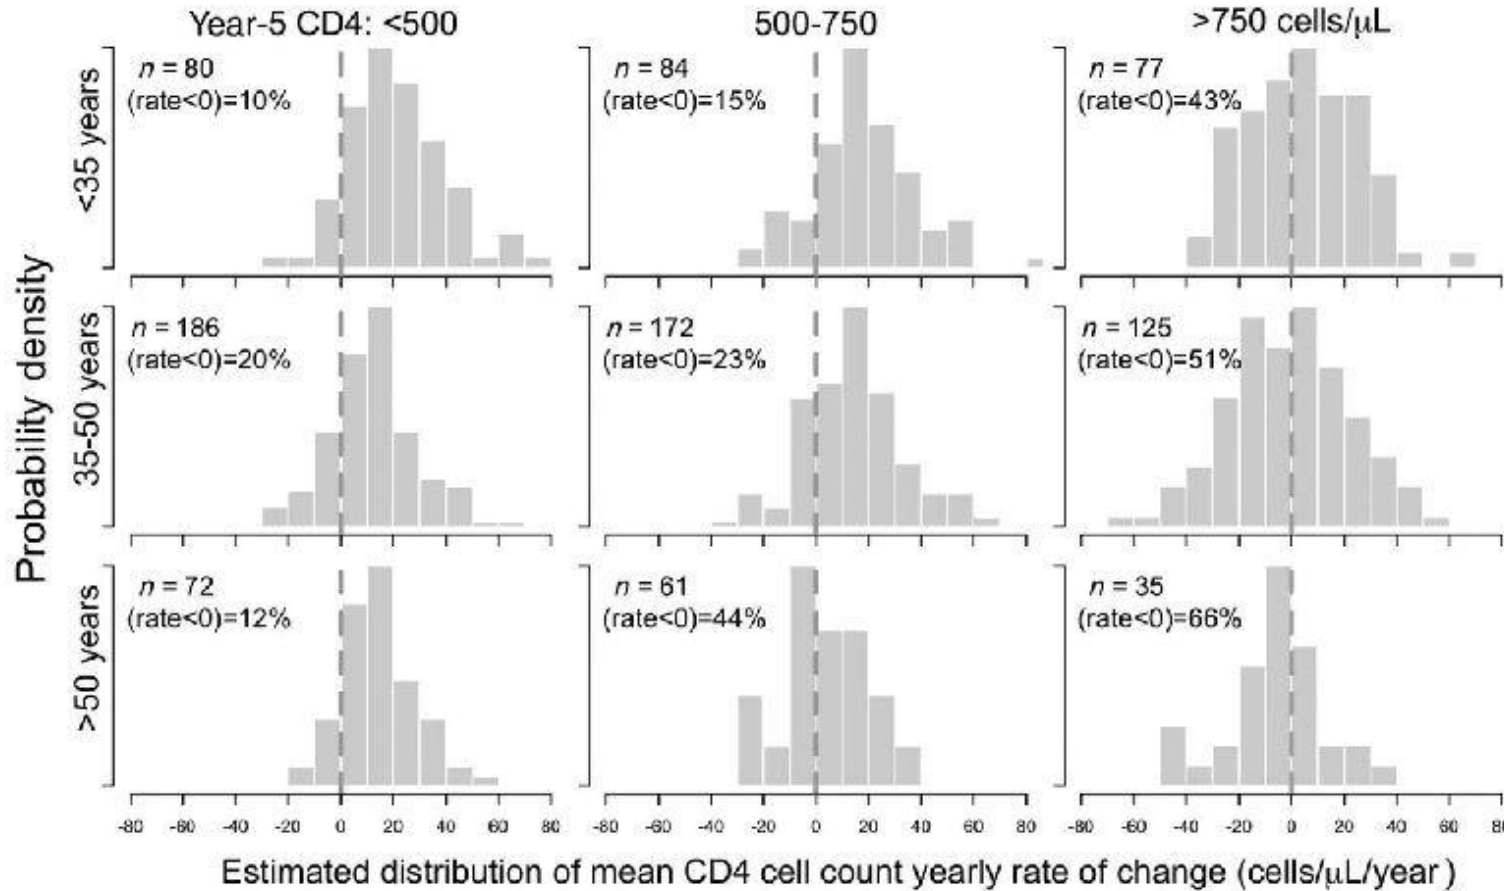 Year-5 CD4: <500
500-750
>750 cells/μL
<35 years
n = 80
(rate<0)=10%
n = 84
(rate<0)=15%
n = 77
(rate<0)=43%
Probability density
35-50 years
n = 186
(rate<0)=20%
n = 172
(rate<0)=23%
n = 125
(rate<0)=51%
>50 years
n = 72
(rate<0)=12%
n = 61
(rate<0)=44%
n = 35
(rate<0)=66%
-80 -60 -40 -20 0 20 40 60 80
-80 -60 -40 -20 0 20 40 60 80
-80 -60 -40 -20 0 20 40 60 80
Estimated distribution of mean CD4 cell count yearly rate of change (cells/μL/year)